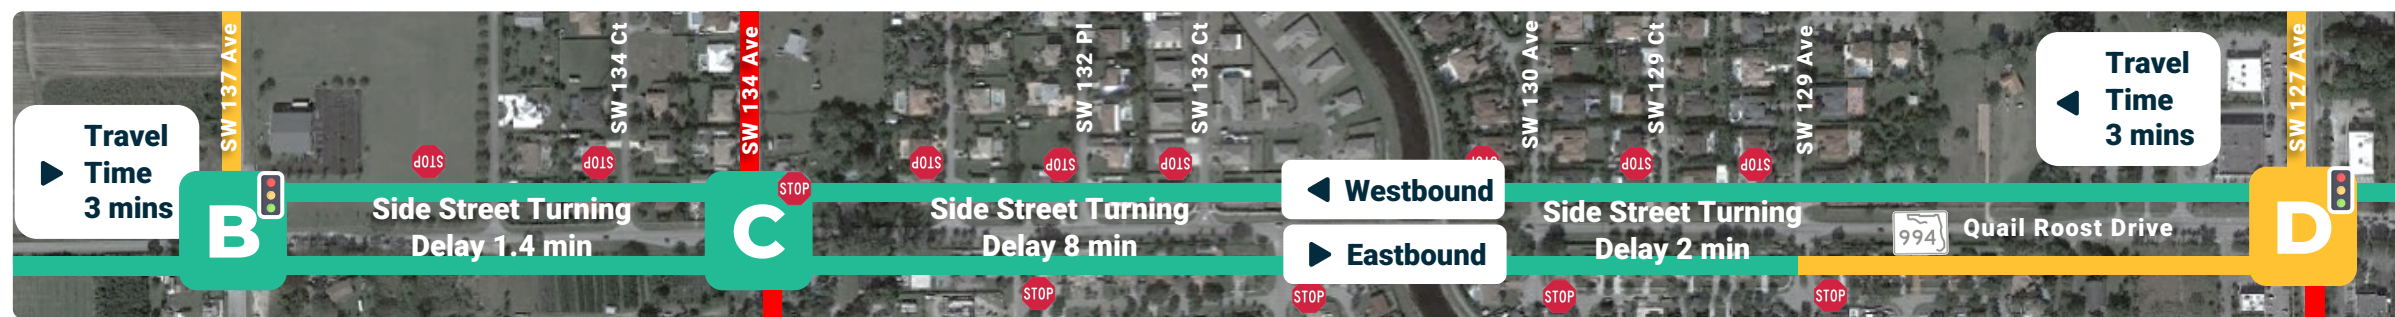 SW 137 Ave
SW 134 Ct
SW 134 Ave
SW 132 Pl
SW 132 Ct
SW 130 Ave
SW 129 Ct
SW 129 Ave
SW 127 Ave
Travel
Time
3 mins
Travel
Time
3 mins
STOP
STOP
STOP
STOP
STOP
STOP
STOP
STOP
STOP
B
Side Street Turning
Delay 1.4 min
C
Side Street Turning
Delay 8 min
Westbound
Eastbound
Side Street Turning
Delay 2 min
994
Quail Roost Drive
D
STOP
STOP
STOP
STOP